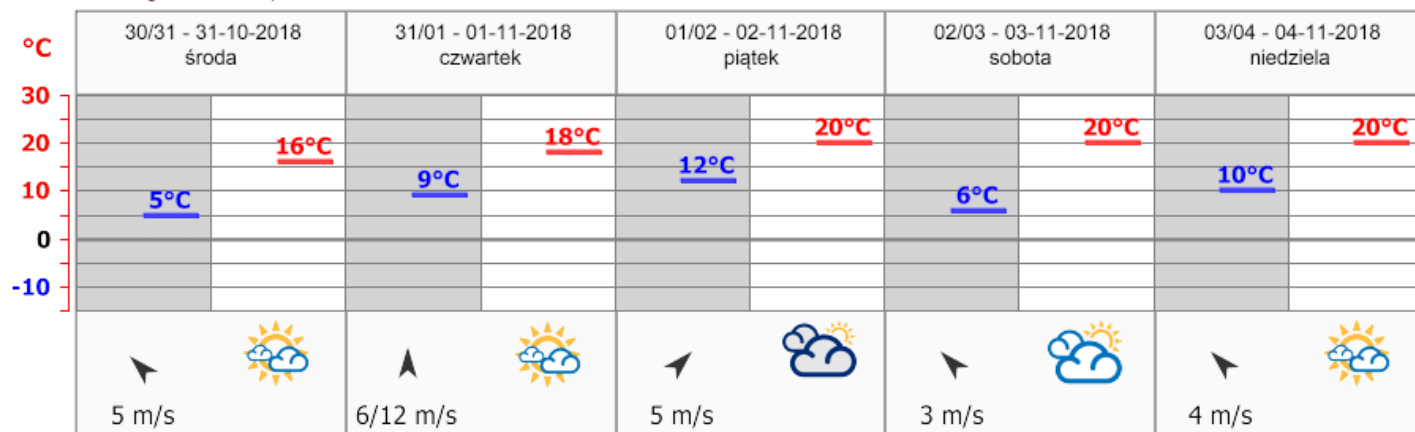 °C
30/31 - 31-10-2018
środa
31/01 - 01-11-2018
czwartek
01/02 - 02-11-2018
piątek
02/03 - 03-11-2018
sobota
03/04 - 04-11-2018
niedziela
30
20
10
0
-10
5°C
16°C
9°C
18°C
12°C
20°C
6°C
20°C
10°C
20°C
5 m/s
6/12 m/s
5 m/s
3 m/s
4 m/s